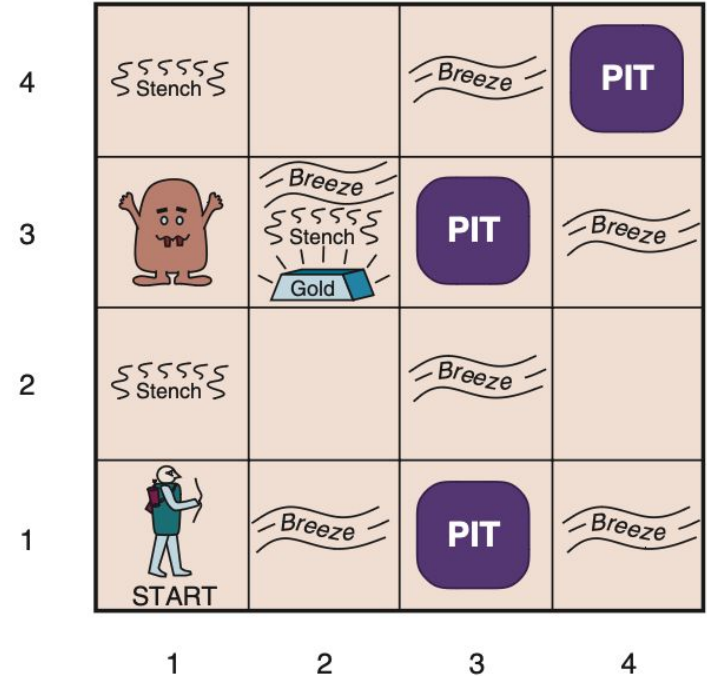 4
Stench
Breeze
PIT
3
Breeze
Stench
Gold
PIT
Breeze
2
Stench
Breeze
1
START
Breeze
PIT
Breeze
1 2 3 4